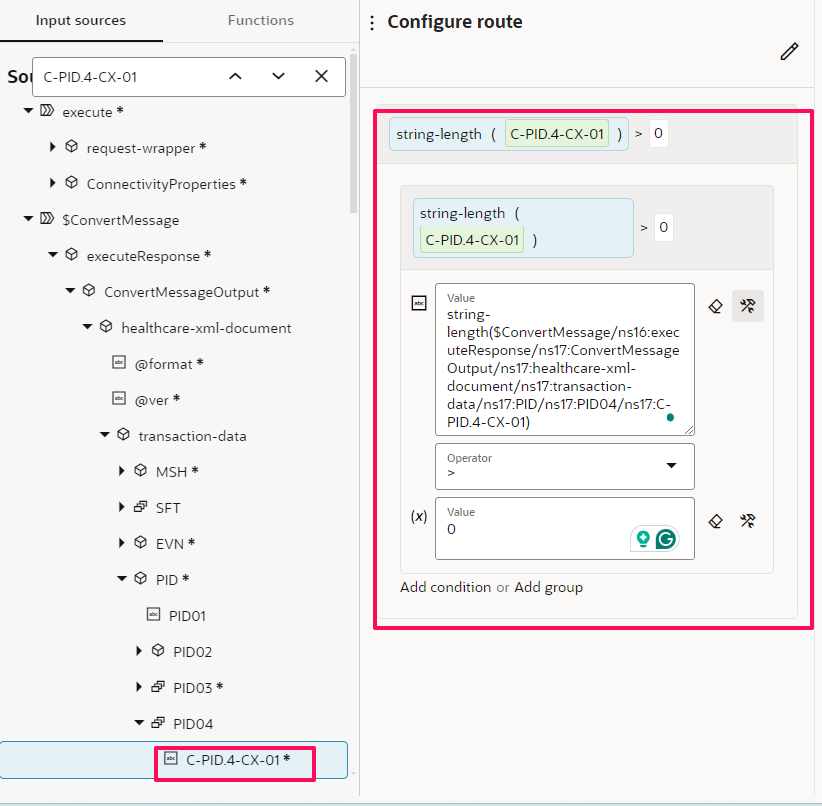 Input sources
Functions
Sou
C-PID.4-CX-01
execute *
request-wrapper *
ConnectivityProperties *
$ConvertMessage
executeResponse *
ConvertMessageOutput *
healthcare-xml-document
abc @format *
abc @ver *
transaction-data
MSH *
SFT
EVN *
PID *
abc PID01
PID02
PID03 *
PID04
abc C-PID.4-CX-01 *
Configure route
string-length ( C-PID.4-CX-01 ) > 0
string-length (
C-PID.4-CX-01 )
> 0
abc
Value
string-
length($ConvertMessage/ns16:exec
uteResponse/ns17:ConvertMessage
Output/ns17:healthcare-xml-
document/ns17:transaction-
data/ns17:PID/ns17:PID04/ns17:C-
PID.4-CX-01)
Operator
>
(x)
Value
0
G
Add condition or Add group